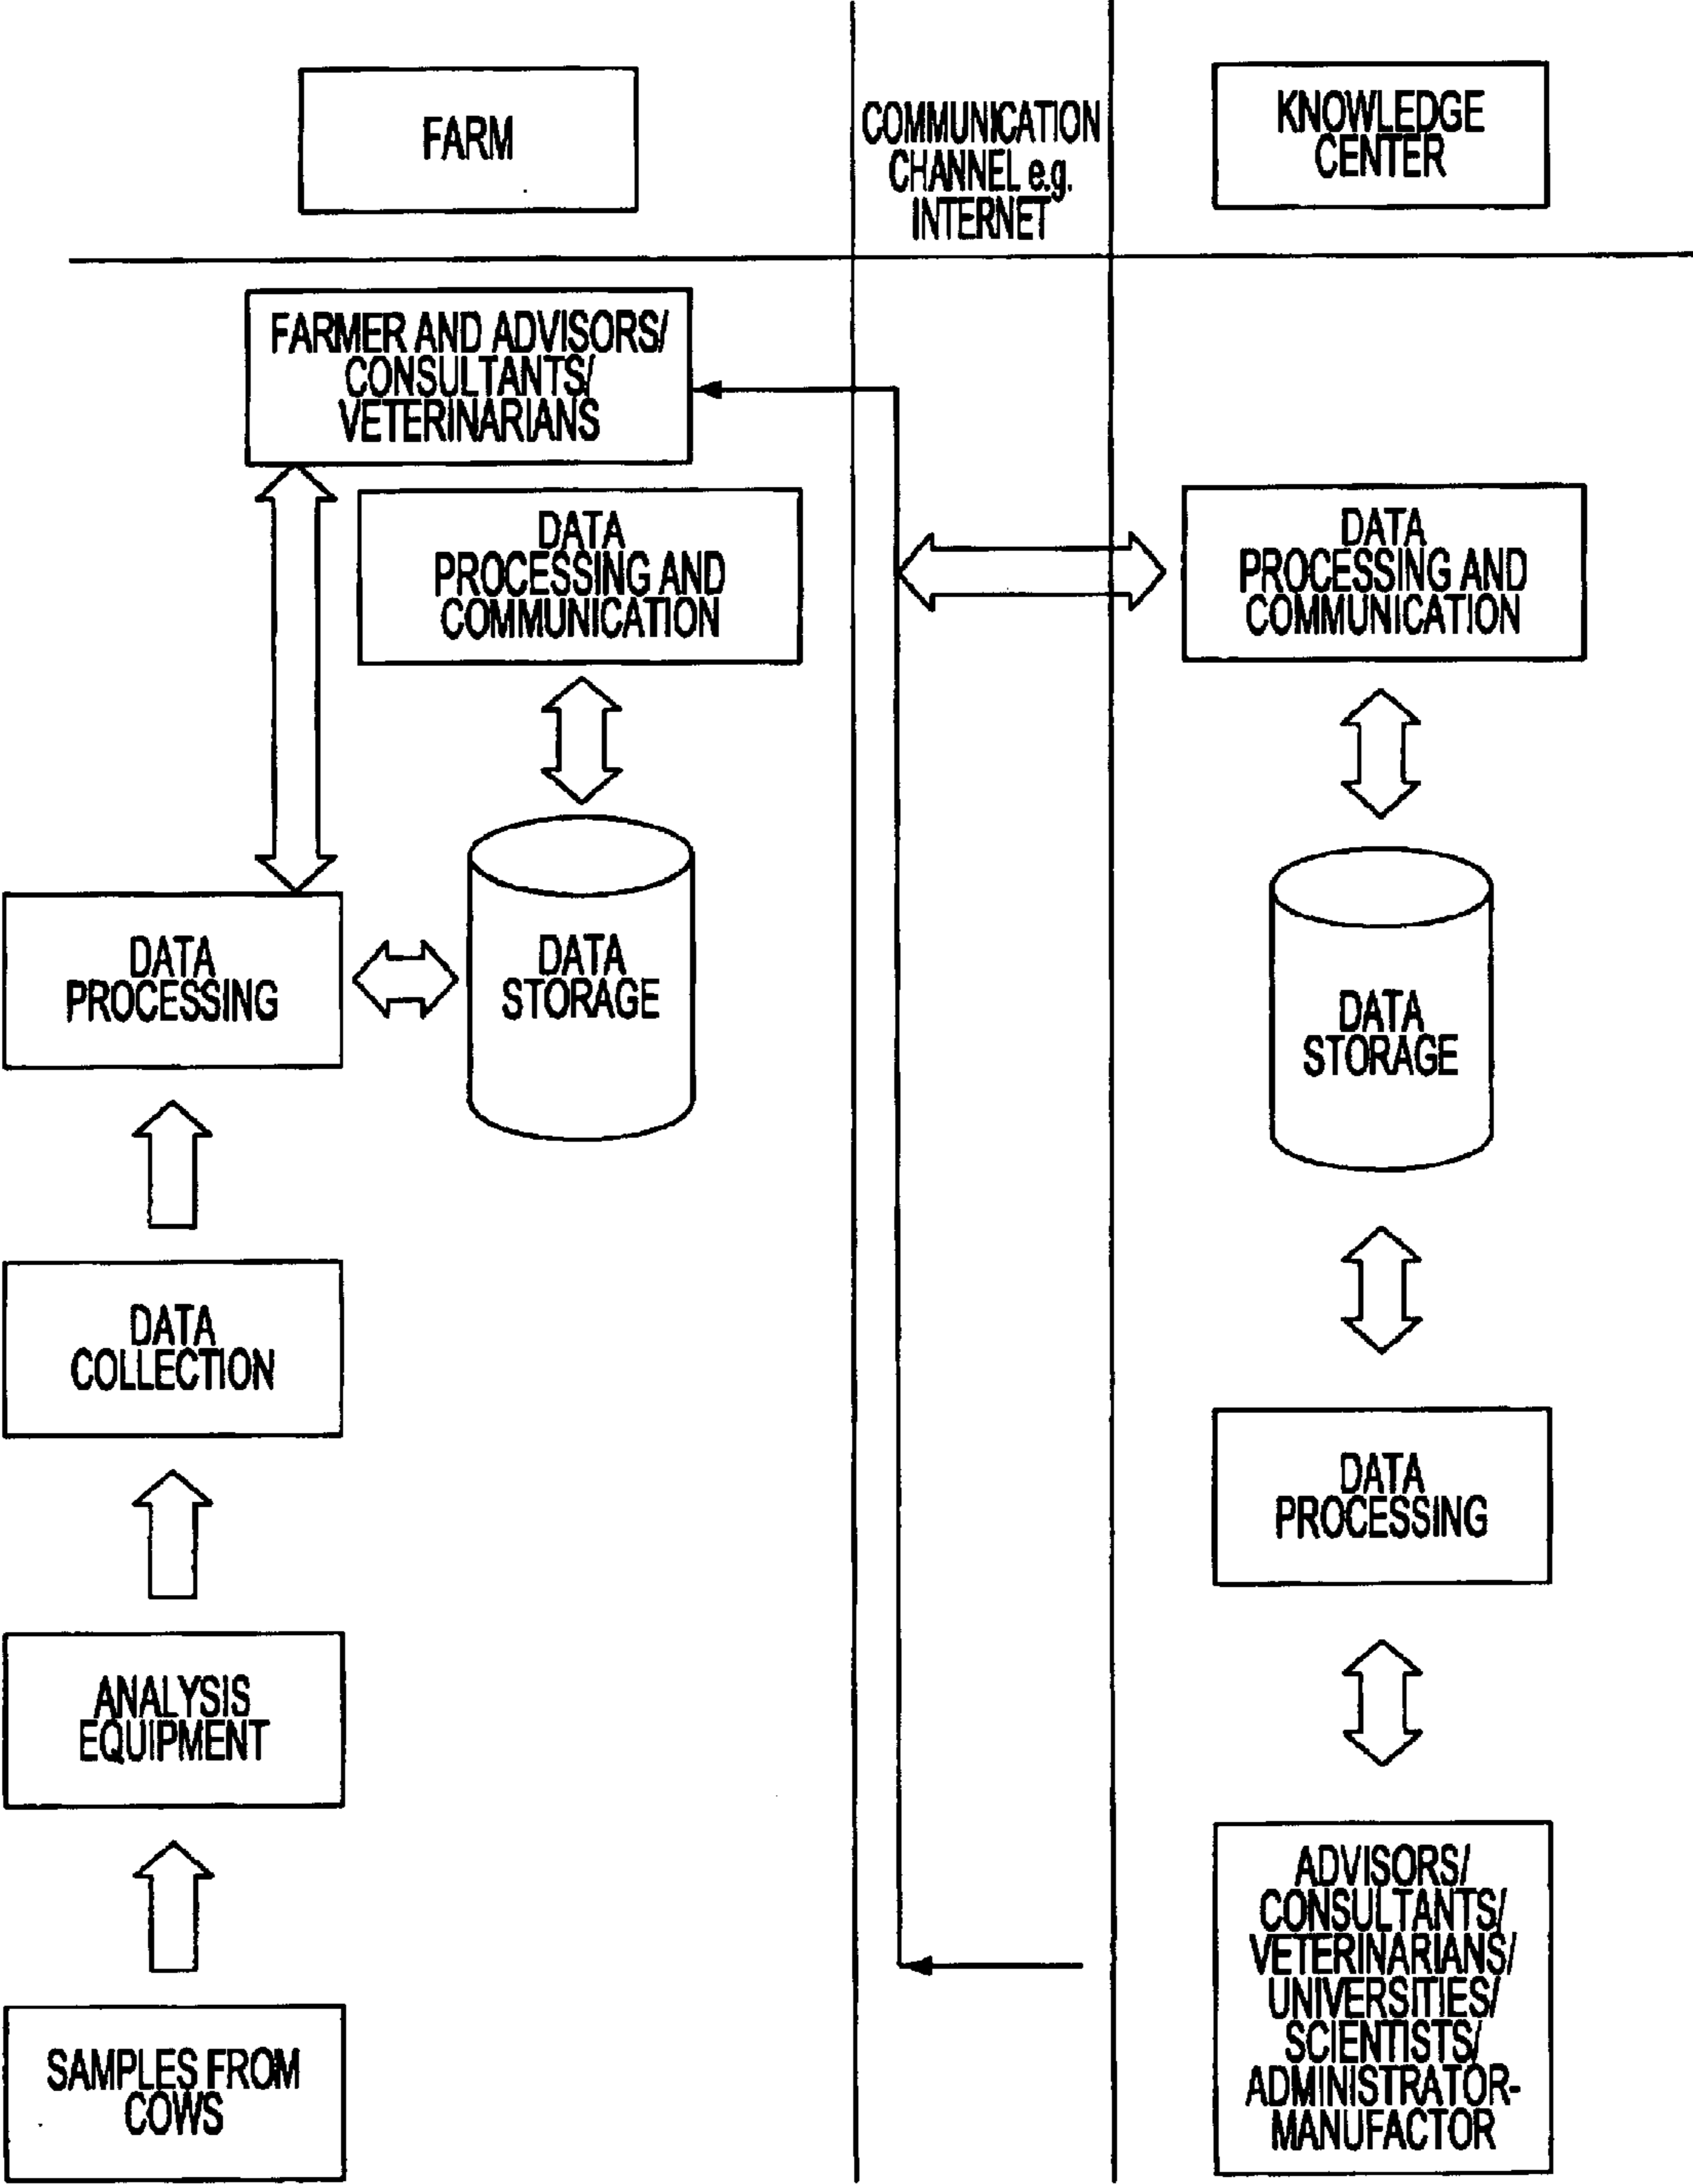 FARM
COMMUNICATION
CHANNEL e.g.
INTERNET
KNOWLEDGE
CENTER
FARMER AND ADVISORS/
CONSULTANTS/
VETERINARIANS
DATA
PROCESSING AND
COMMUNICATION
DATA
PROCESSING AND
COMMUNICATION
DATA
PROCESSING
DATA
STORAGE
DATA
STORAGE
DATA
COLLECTION
DATA
PROCESSING
ANALYSIS
EQUIPMENT
ADVISORS/
CONSULTANTS/
VETERINARIANS/
UNIVERSITIES/
SCIENTISTS/
ADMINISTRATOR-
MANUFACTOR
SAMPLES FROM
COWS